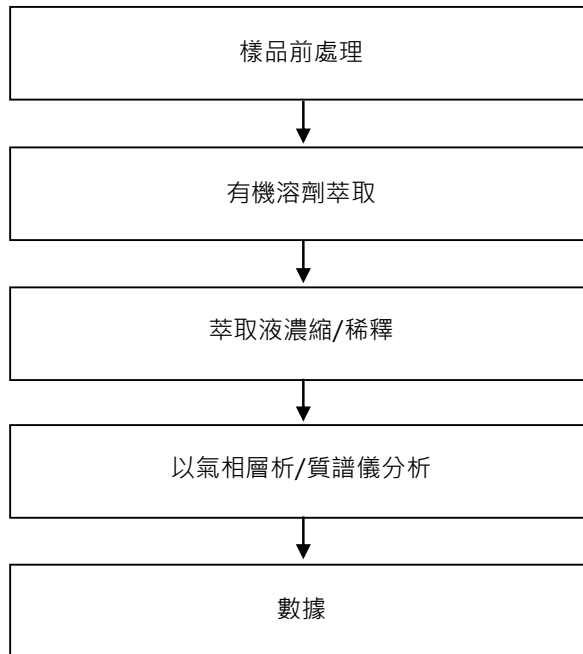 樣品前處理
有機溶劑萃取
萃取液濃縮/稀釋
以氣相層析/質譜儀分析
數據